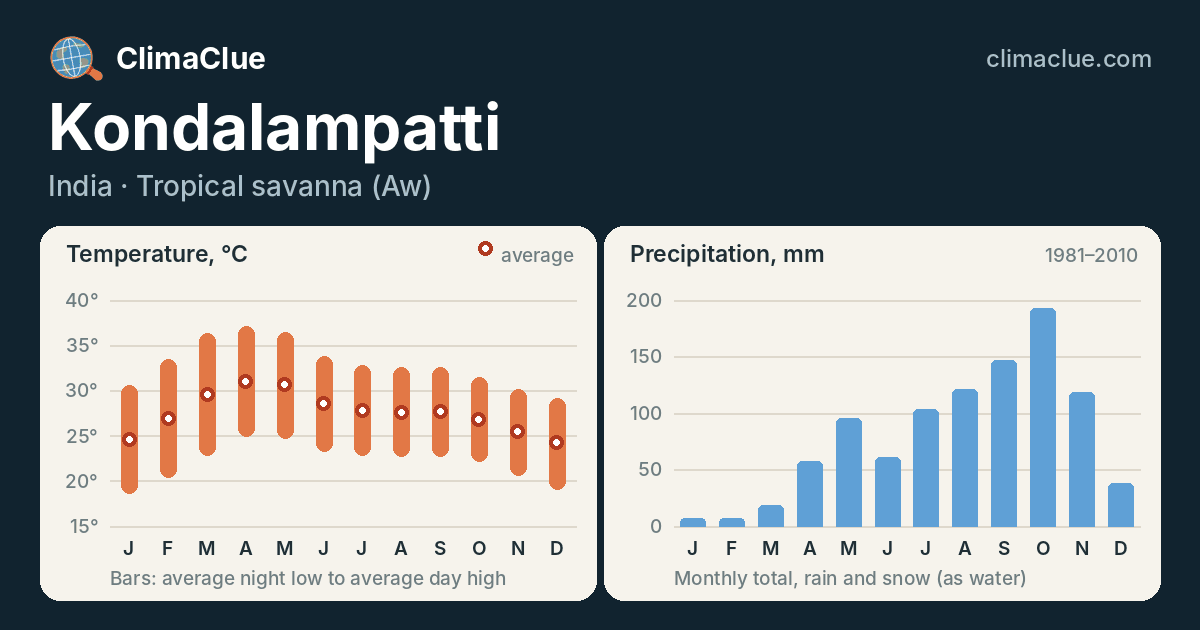 ClimaClue
climaclue.com
Kondalampatti
India · Tropical savanna (Aw)
Temperature, °C
average
40°
35°
30°
25°
20°
15°
J F M A M J J A S O N D
Bars: average night low to average day high
Precipitation, mm
1981–2010
200
150
100
50
0
J F M A M J J A S O N D
Monthly total, rain and snow (as water)